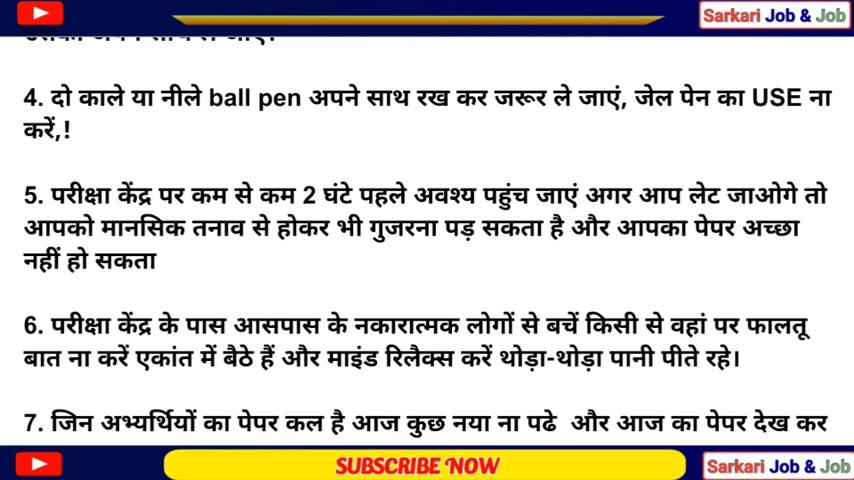 Sarkari Job & Job
4. दो काले या नीले ball pen अपने साथ रख कर जरूर ले जाएं, जेल पेन का USE ना
करें,!
5. परीक्षा केंद्र पर कम से कम 2 घंटे पहले अवश्य पहुंच जाएं अगर आप लेट जाओगे तो
आपको मानसिक तनाव से होकर भी गुजरना पड़ सकता है और आपका पेपर अच्छा
नहीं हो सकता
6. परीक्षा केंद्र के पास आसपास के नकारात्मक लोगों से बचें किसी से वहां पर फालतू
बात ना करें एकांत में बैठे हैं और माइंड रिलैक्स करें थोड़ा-थोड़ा पानी पीते रहे।
7. जिन अभ्यर्थियों का पेपर कल है आज कुछ नया ना पढे और आज का पेपर देख कर
SUBSCRIBE NOW
Sarkari Job & Job